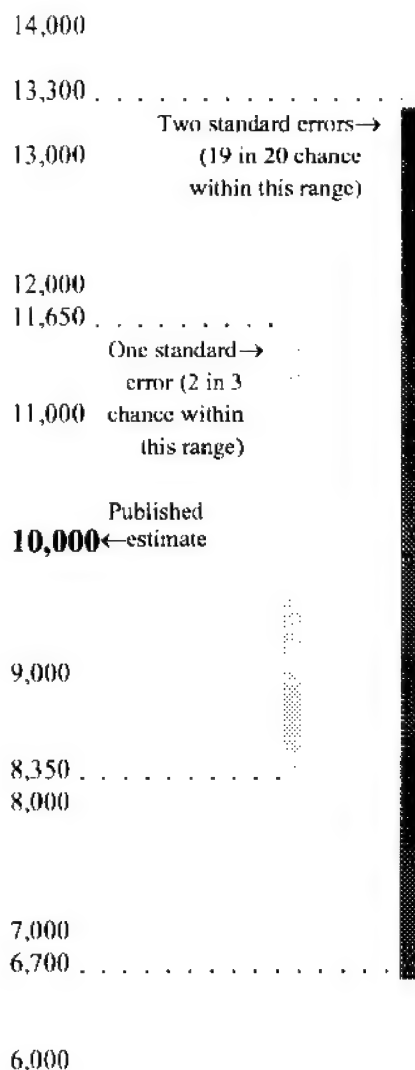 14,000
13,300 . . . . . . . . . . . . . . . . .
Two standard errors→
13,000 (19 in 20 chance
within this range)
12,000
11,650 . . . . . . . . . .
One standard→
error (2 in 3
11,000 chance within
this range)
Published
10,000←estimate
9,000
8,350 . . . . . . . . . . .
8,000
7,000
6,700 . . . . . . . . . . . . . . . .
6,000